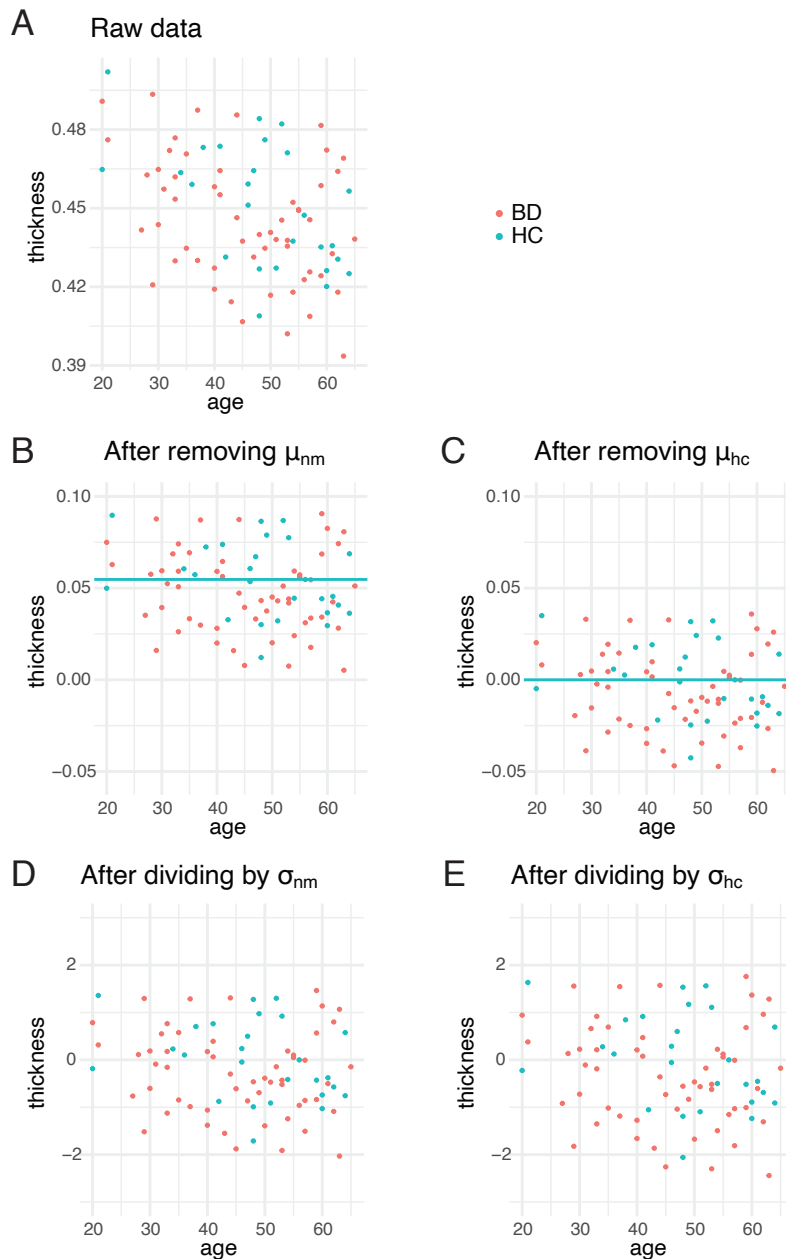 A Raw data
thickness
0.48
0.45
0.42
0.39
20 30 40 50 60
age
BD
HC
B After removing μnm
thickness
0.10
0.05
0.00
−0.05
20 30 40 50 60
age
C After removing μhc
thickness
0.10
0.05
0.00
−0.05
20 30 40 50 60
age
D After dividing by σnm
thickness
2
0
−2
20 30 40 50 60
age
E After dividing by σhc
thickness
2
0
−2
20 30 40 50 60
age